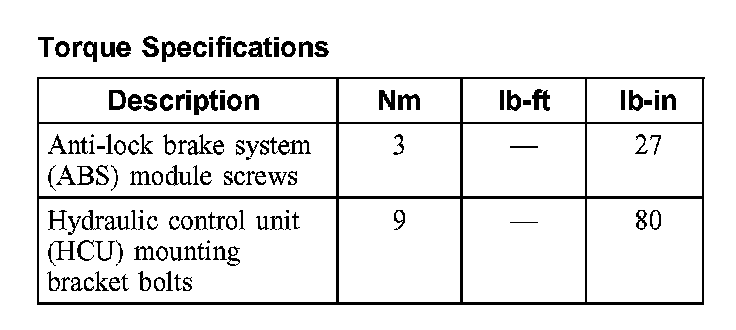 Torque Specifications
Description Nm lb-ft lb-in
Anti-lock brake system 3 — 27
(ABS) module screws
Hydraulic control unit 9 — 80
(HCU) mounting
bracket bolts